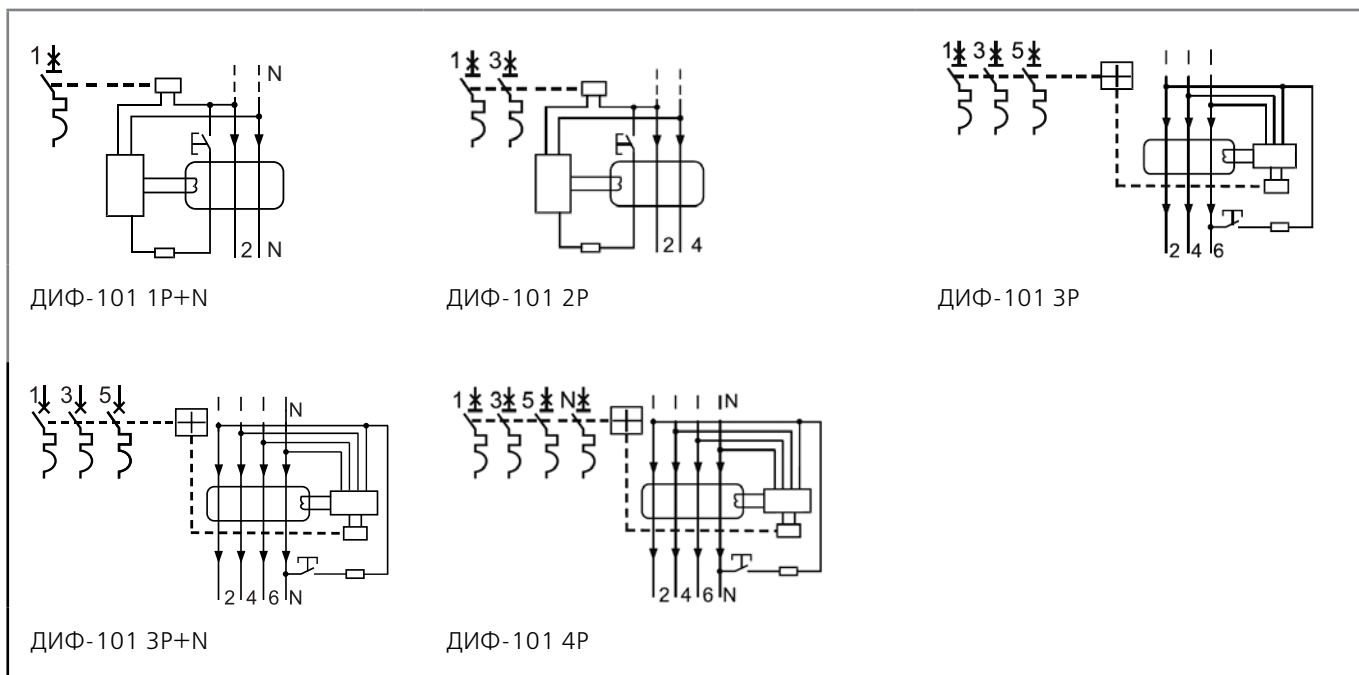 1 N
2 N
ДИФ-101 1P+N
1 3
2 4
ДИФ-101 2P
1 3 5
2 4 6
ДИФ-101 3P
1 3 5 N
2 4 6 N
ДИФ-101 3P+N
1 3 5 N N
2 4 6 N
ДИФ-101 4P